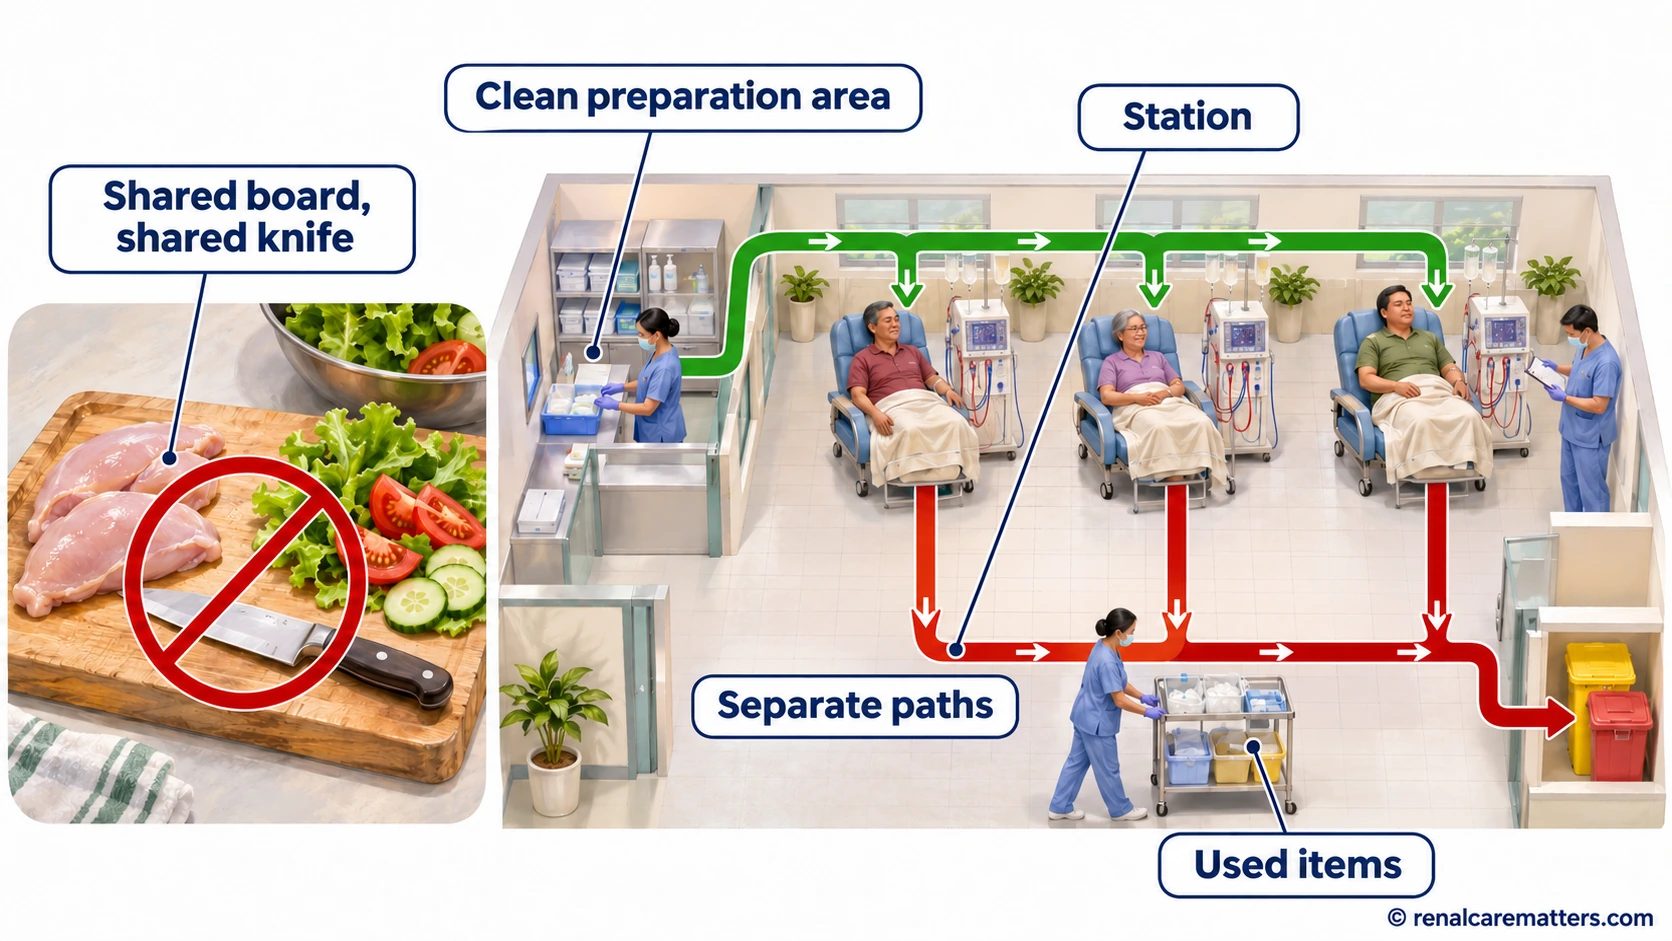 Clean preparation area
Station
Shared board,
shared knife
Separate paths
Used items
© renalcarematters.com